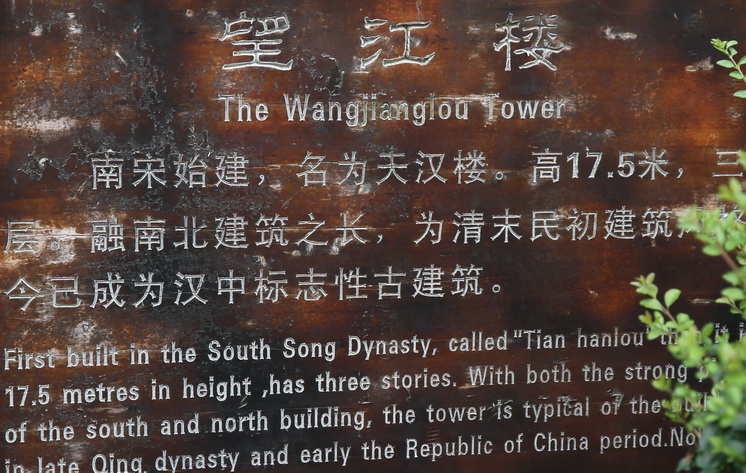 望江楼
The Wangjianglou Tower
南宋始建，名为天汉楼。高17.5米，三
层。融南北建筑之长，为清末民初建筑
今已成为汉中标志性古建筑。
First built in the South Song Dynasty, called "Tian hanlou"
17.5 metres in height ,has three stories. With both the strong
of the south and north building, the tower is typical of the
in late Qing dynasty and early the Republic of China period.Now